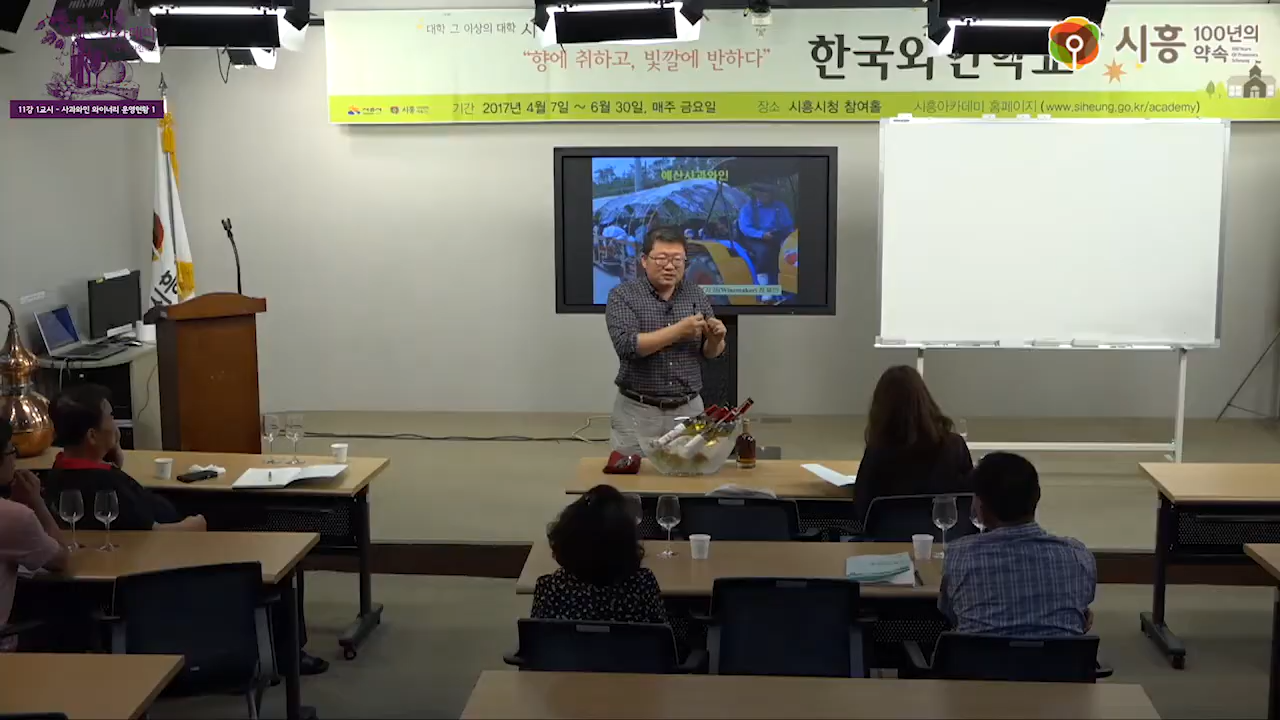 대학 그 이상의 대학 시
시흥 100년의 약속
"향에 취하고, 빛깔에 반하다"
한국와인학교
기간 2017년 4월 7일 ~ 6월 30일, 매주 금요일 장소 시흥시청 참여홀 시흥아카데미 홈페이지 (www.siheung.go.kr/academy)
11강 1교시 - 사과와인 와이너리 운영현황 1
예산사과와인